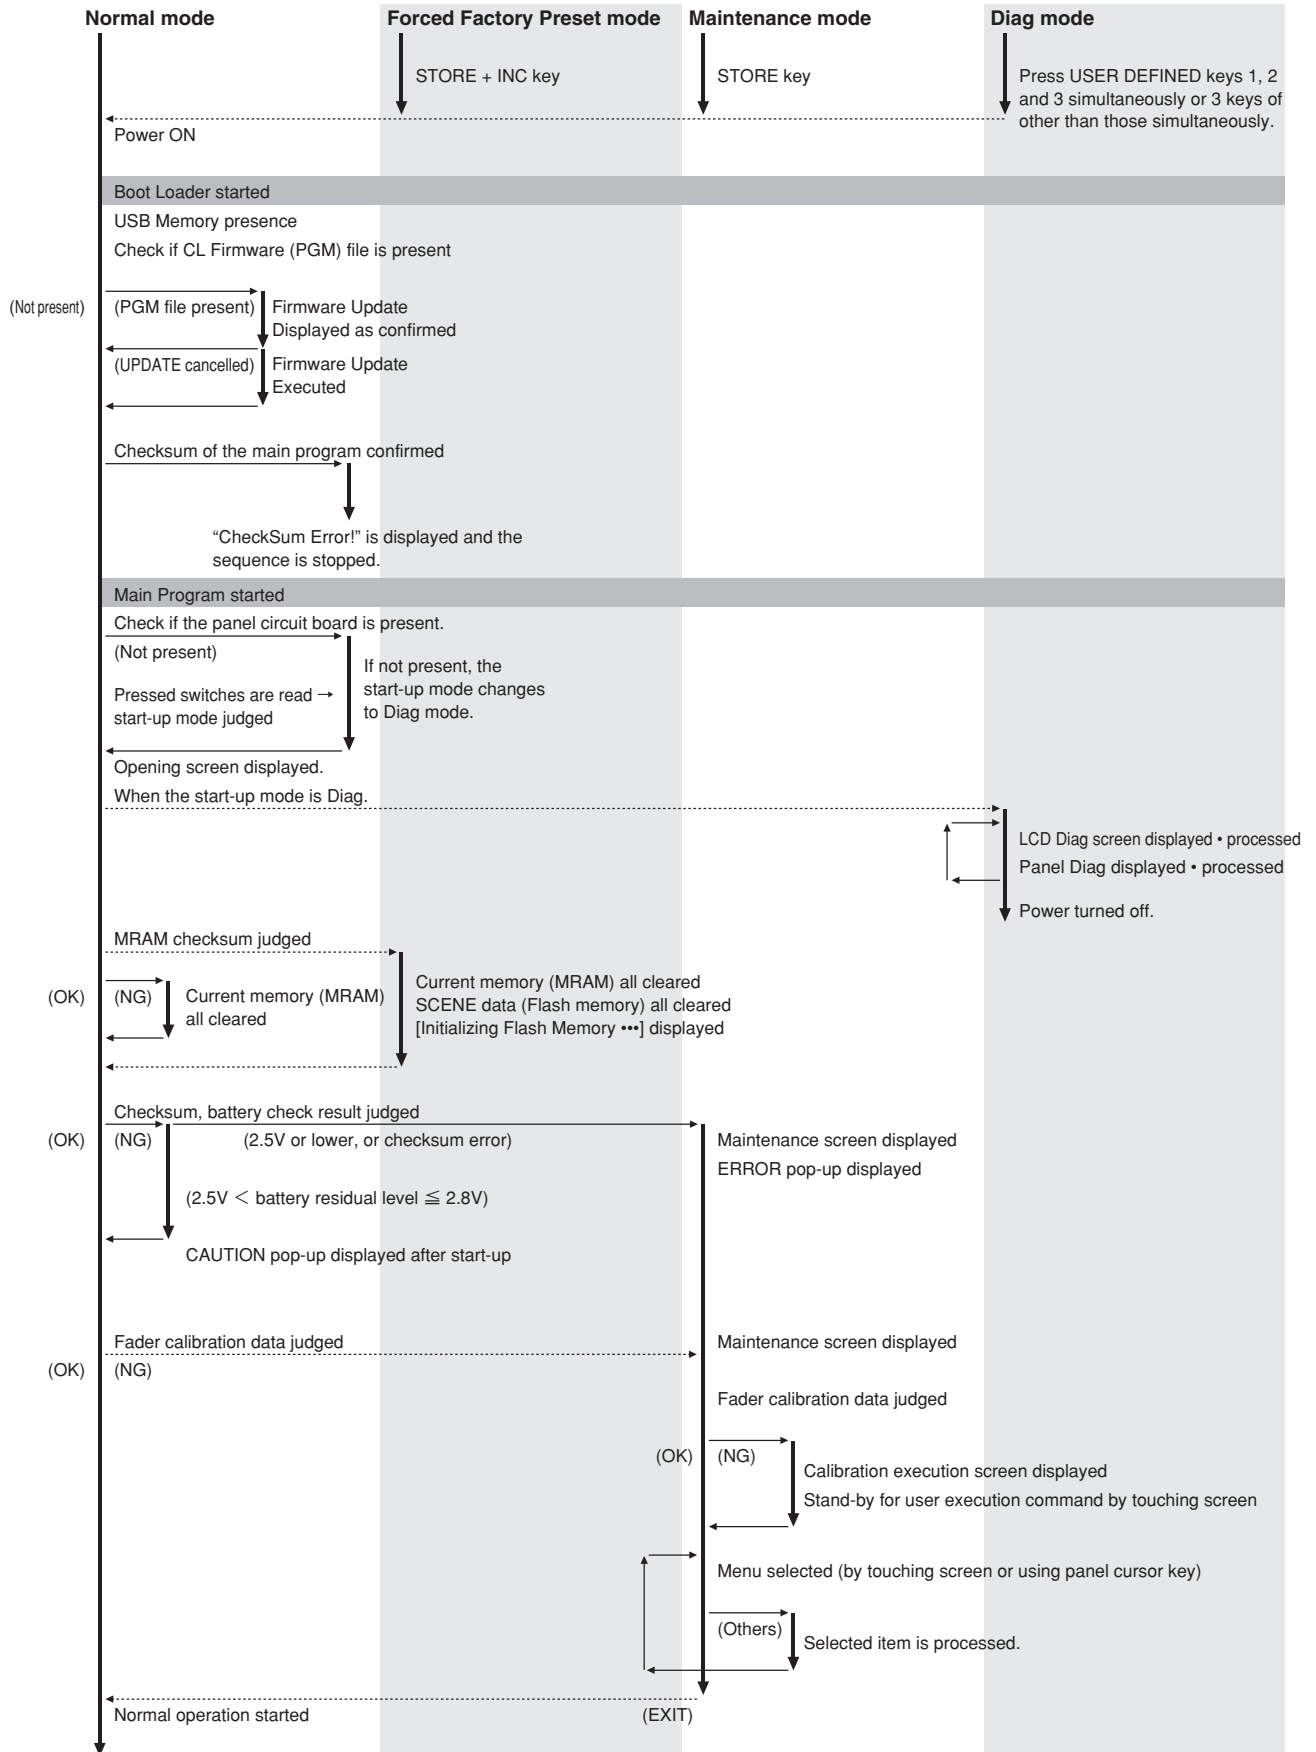 Normal mode
Forced Factory Preset mode
Maintenance mode
Diag mode
STORE + INC key
STORE key
Press USER DEFINED keys 1, 2
and 3 simultaneously or 3 keys of
other than those simultaneously.
Power ON
Boot Loader started
USB Memory presence
Check if CL Firmware (PGM) file is present
(Not present)
(PGM file present)
Firmware Update
Displayed as confirmed
(UPDATE cancelled)
Firmware Update
Executed
Checksum of the main program confirmed
“CheckSum Error!” is displayed and the
sequence is stopped.
Main Program started
Check if the panel circuit board is present.
(Not present)
If not present, the
start-up mode changes
to Diag mode.
Pressed switches are read →
start-up mode judged
Opening screen displayed.
When the start-up mode is Diag.
LCD Diag screen displayed • processed
Panel Diag displayed • processed
Power turned off.
MRAM checksum judged
(OK)
(NG)
Current memory (MRAM)
all cleared
Current memory (MRAM) all cleared
SCENE data (Flash memory) all cleared
[Initializing Flash Memory •••] displayed
Checksum, battery check result judged
(OK)
(NG)
(2.5V or lower, or checksum error)
Maintenance screen displayed
ERROR pop-up displayed
(2.5V < battery residual level ≦ 2.8V)
CAUTION pop-up displayed after start-up
Fader calibration data judged
Maintenance screen displayed
(OK)
(NG)
Fader calibration data judged
(OK)
(NG)
Calibration execution screen displayed
Stand-by for user execution command by touching screen
Menu selected (by touching screen or using panel cursor key)
(Others)
Selected item is processed.
Normal operation started
(EXIT)